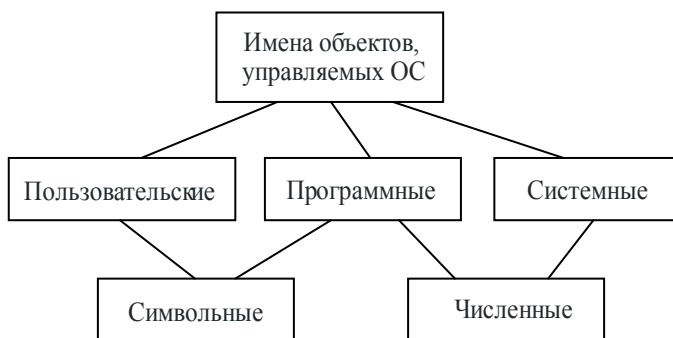 Имена объектов,
управляемых ОС
Пользовательские
Программные
Системные
Символьные
Численные